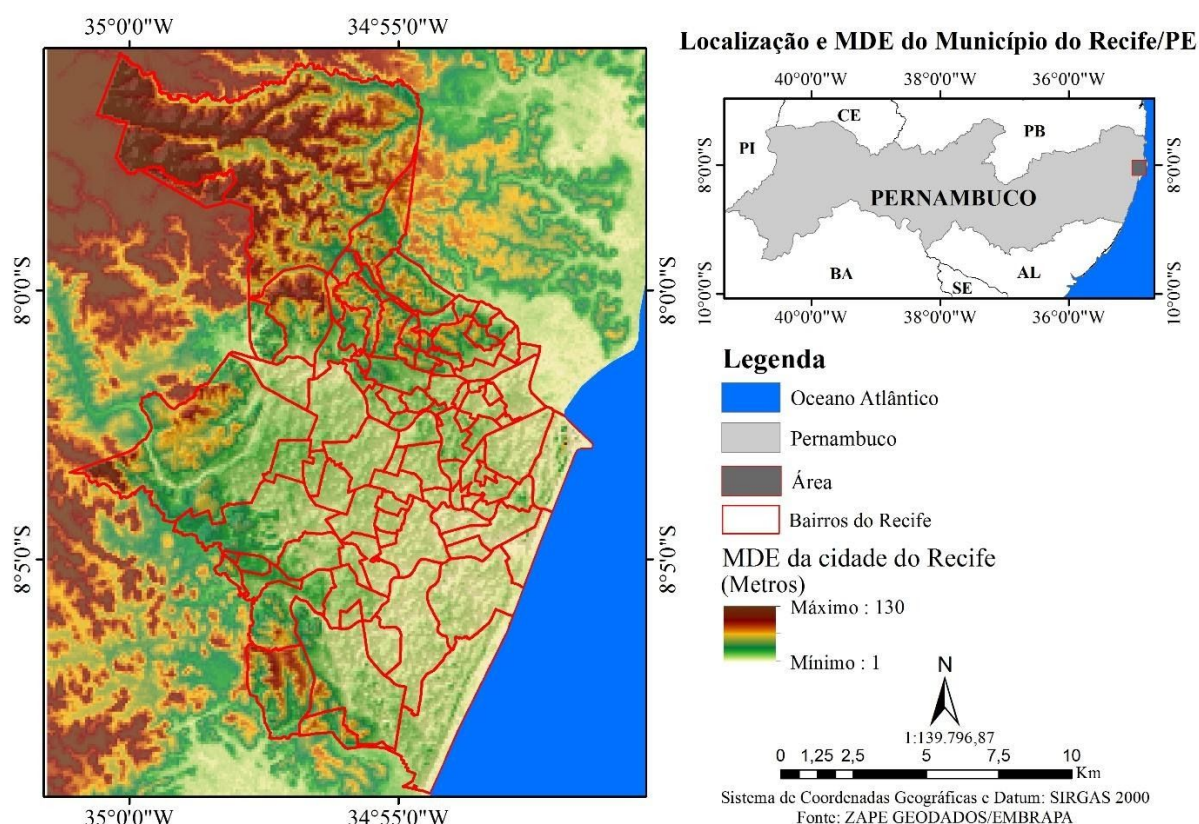 35°0'0"W 34°55'0"W
8°0'0"S 8°0'0"S
8°5'0"S 8°5'0"S
35°0'0"W 34°55'0"W
Localização e MDE do Município do Recife/PE
40°0'0"W 38°0'0"W 36°0'0"W
CE
PI PB
8°0'0"S 8°0'0"S
PERNAMBUCO
BA AL
SE
10°0'0"S 10°0'0"S
40°0'0"W 38°0'0"W 36°0'0"W
Legenda
Oceano Atlântico
Pernambuco
Área
Bairros do Recife
MDE da cidade do Recife
(Metros)
Máximo : 130
Mínimo : 1
N
1:139.796,87
0 1,25 2,5 5 7,5 10
Km
Sistema de Coordenadas Geográficas e Datum: SIRGAS 2000
Fonte: ZAPE GEODADOS/EMBRAPA